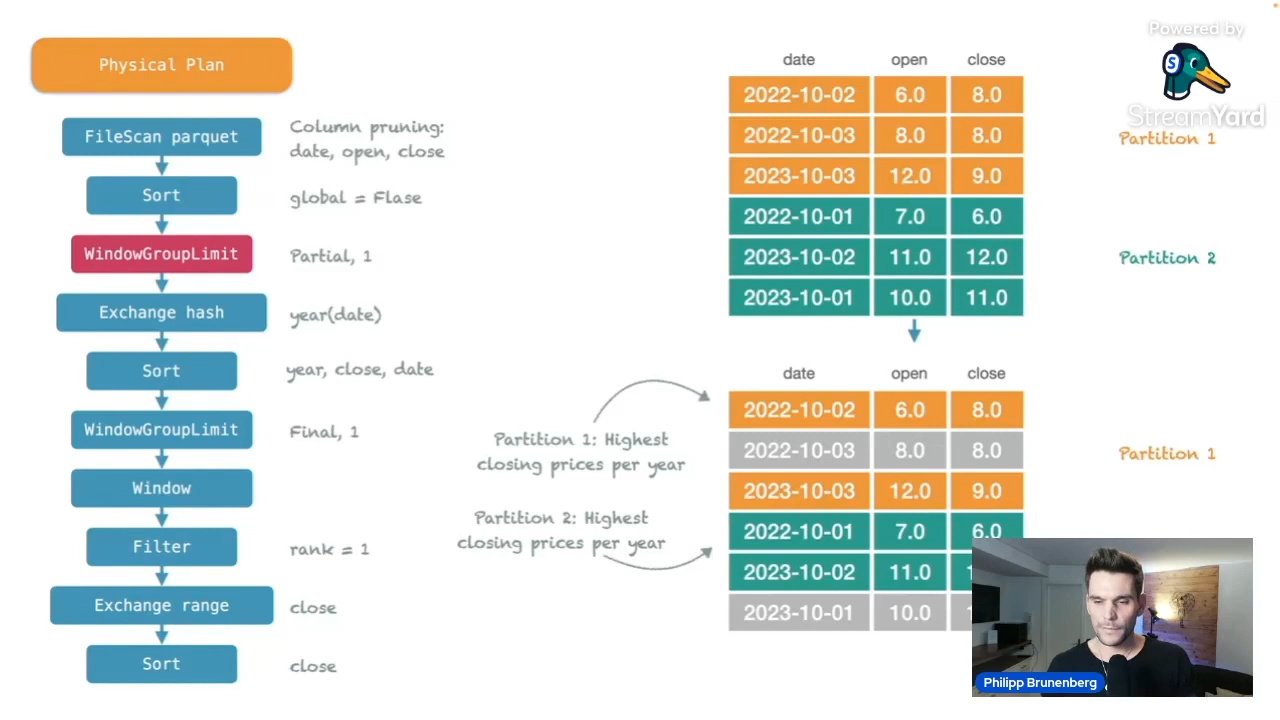 Physical Plan
FileScan parquet
Column pruning:
date, open, close
Sort
global = Flase
WindowGroupLimit
Partial, 1
Exchange hash
year(date)
Sort
year, close, date
WindowGroupLimit
Final, 1
Window
Filter
rank = 1
Exchange range
close
Sort
close
date open close
2022-10-02 6.0 8.0
2022-10-03 8.0 8.0
2023-10-03 12.0 9.0
2022-10-01 7.0 6.0
2023-10-02 11.0 12.0
2023-10-01 10.0 11.0
Partition 1
Partition 2
Partition 1: Highest
closing prices per year
Partition 2: Highest
closing prices per year
date open close
2022-10-02 6.0 8.0
2022-10-03 8.0 8.0
2023-10-03 12.0 9.0
2022-10-01 7.0 6.0
2023-10-02 11.0
2023-10-01 10.0
Partition 1
Powered by
S
StreamYard
Philipp Brunenberg